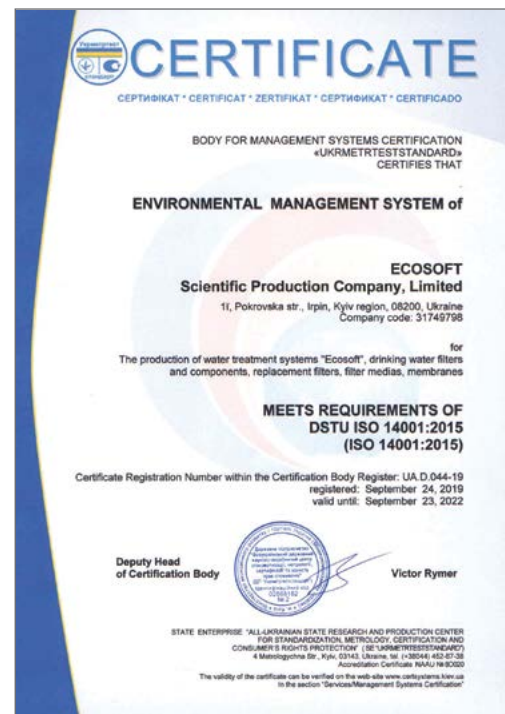 Укрметртест
стандарт
CERTIFICATE
СЕРТИФІКАТ * CERTIFICAT * ZERTIFIKAT * СЕРТИФИКАТ * CERTIFICADO
BODY FOR MANAGEMENT SYSTEMS CERTIFICATION
«UKRMETRTESTSTANDARD»
CERTIFIES THAT
ENVIRONMENTAL MANAGEMENT SYSTEM of
ECOSOFT
Scientific Production Company, Limited
1ї, Pokrovska str., Irpin, Kyiv region, 08200, Ukraine
Company code: 31749798
for
The production of water treatment systems "Ecosoft", drinking water filters
and components, replacement filters, filter medias, membranes
MEETS REQUIREMENTS OF
DSTU ISO 14001:2015
(ISO 14001:2015)
Certificate Registration Number within the Certification Body Register: UA.D.044-19
registered: September 24, 2019
valid until: September 23, 2022
Deputy Head
of Certification Body
Victor Rymer
STATE ENTERPRISE "ALL-UKRAINIAN STATE RESEARCH AND PRODUCTION CENTER
FOR STANDARDIZATION, METROLOGY, CERTIFICATION AND
CONSUMER'S RIGHTS PROTECTION" (SE"UKRMETRTESTSTANDARD")
4 Metrologychna Str., Kyiv, 03143, Ukraine, tel. (+38044) 452-67-38
Accreditation Certificate NAAU № 8O020
The validity of the certificate can be verified on the web-site www.certsystems.kiev.ua
in the section "Services/Management Systems Certification"